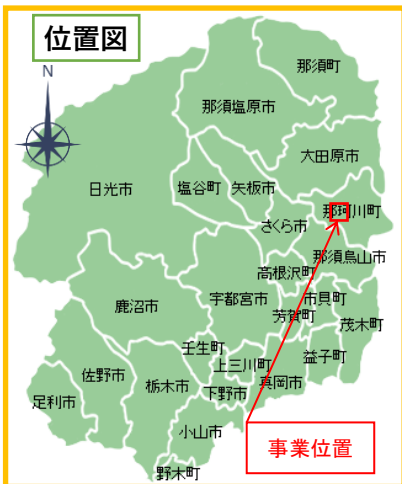 位置図
N
那須町
那須塩原市
大田原市
日光市
塩谷町
矢板市
那珂川町
さくら市
那須烏山市
高根沢町
鹿沼市
宇都宮市
市貝町
芳賀町
茂木町
壬生町
上三川町
益子町
佐野市
栃木市
下野市
真岡市
足利市
小山市
事業位置
野木町